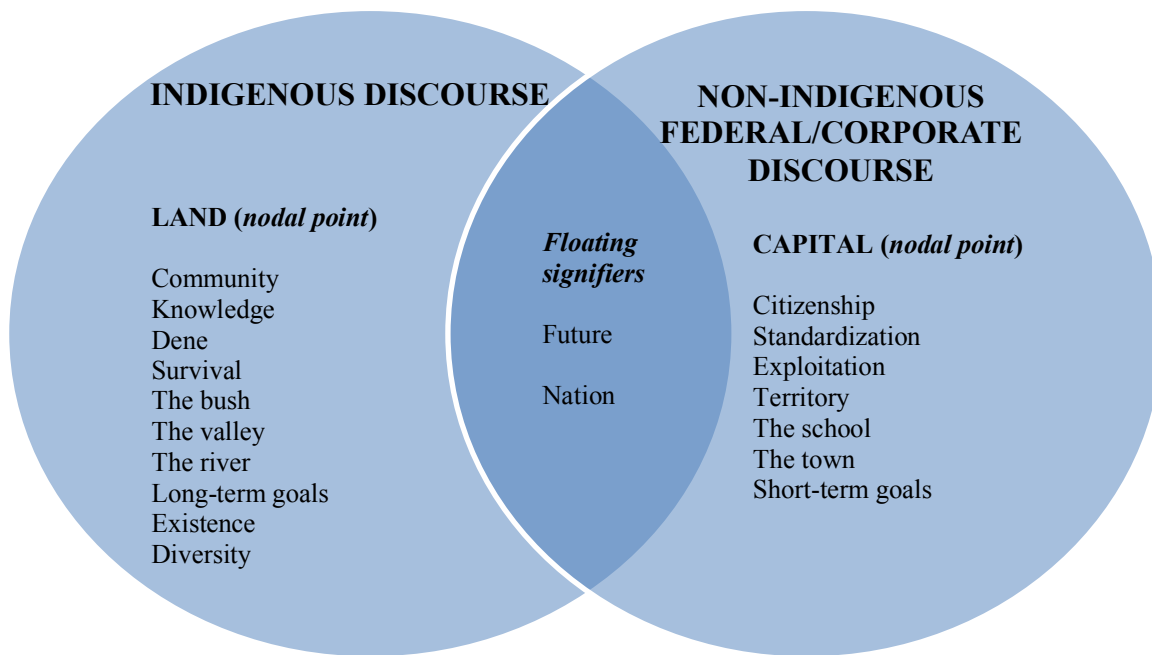 INDIGENOUS DISCOURSE
LAND (nodal point)
Community
Knowledge
Dene
Survival
The bush
The valley
The river
Long-term goals
Existence
Diversity
Floating
signifiers
Future
Nation
NON-INDIGENOUS
FEDERAL/CORPORATE
DISCOURSE
CAPITAL (nodal point)
Citizenship
Standardization
Exploitation
Territory
The school
The town
Short-term goals